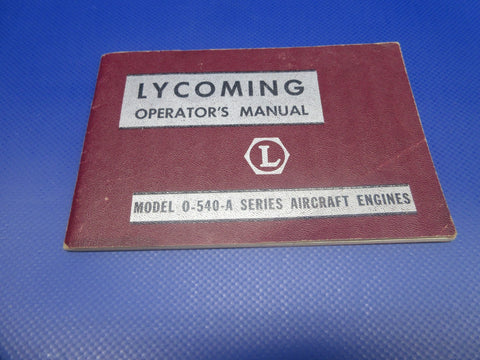 LYCOMING
OPERATOR'S MANUAL
L
MODEL O-540-A SERIES AIRCRAFT ENGINES